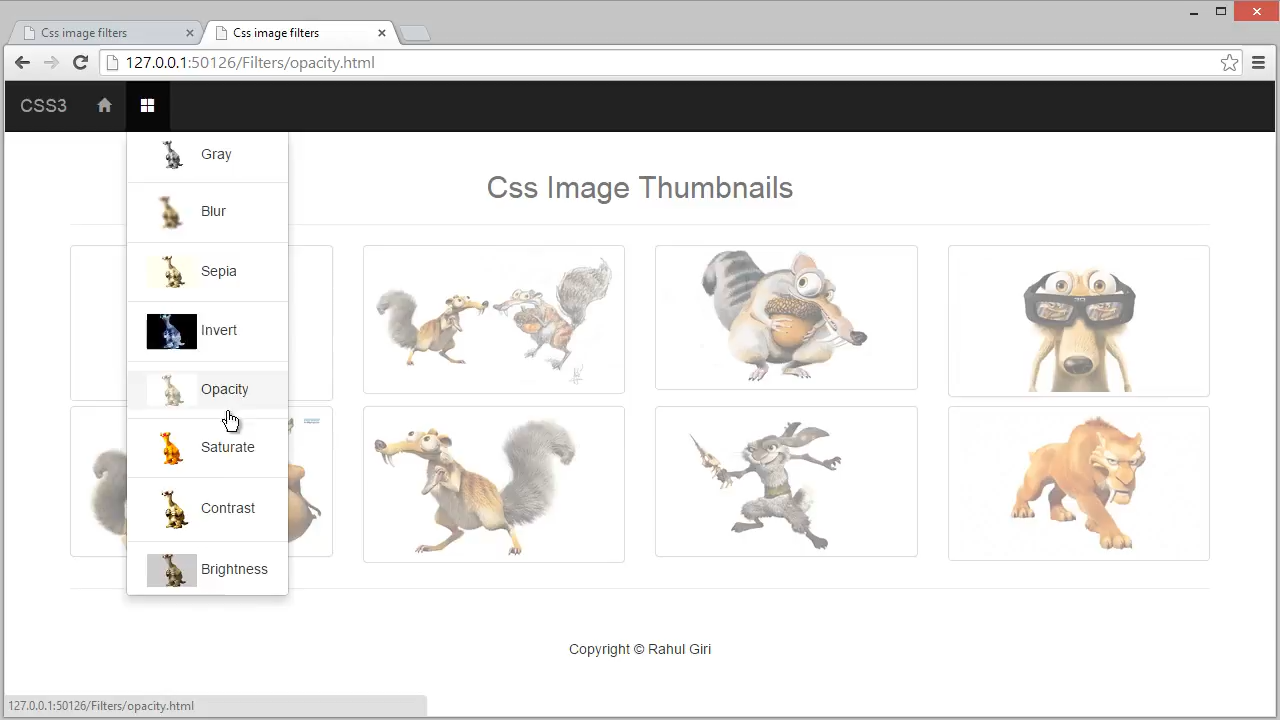 Css image filters
Css image filters
127.0.0.1:50126/Filters/opacity.html
CSS3
Gray
Css Image Thumbnails
Blur
Sepia
Invert
Opacity
Saturate
Contrast
Brightness
Copyright © Rahul Giri
127.0.0.1:50126/Filters/opacity.html